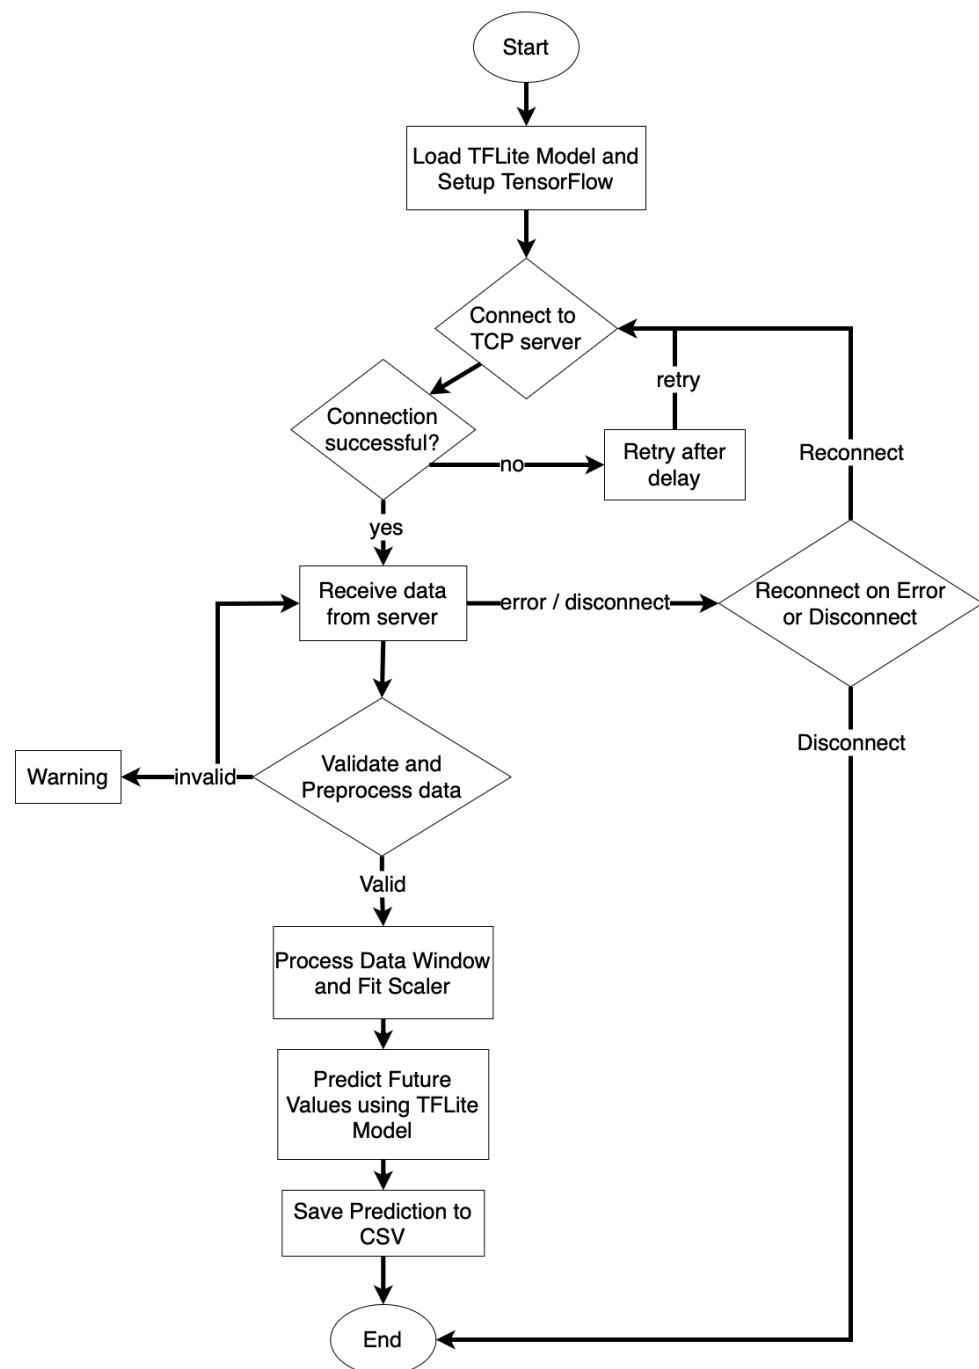 Start
Load TFLite Model and
Setup TensorFlow
Connect to
TCP server
retry
Connection
successful?
no
Retry after
delay
Reconnect
yes
Receive data
from server
error / disconnect
Reconnect on Error
or Disconnect
Disconnect
Warning
invalid
Validate and
Preprocess data
Valid
Process Data Window
and Fit Scaler
Predict Future
Values using TFLite
Model
Save Prediction to
CSV
End